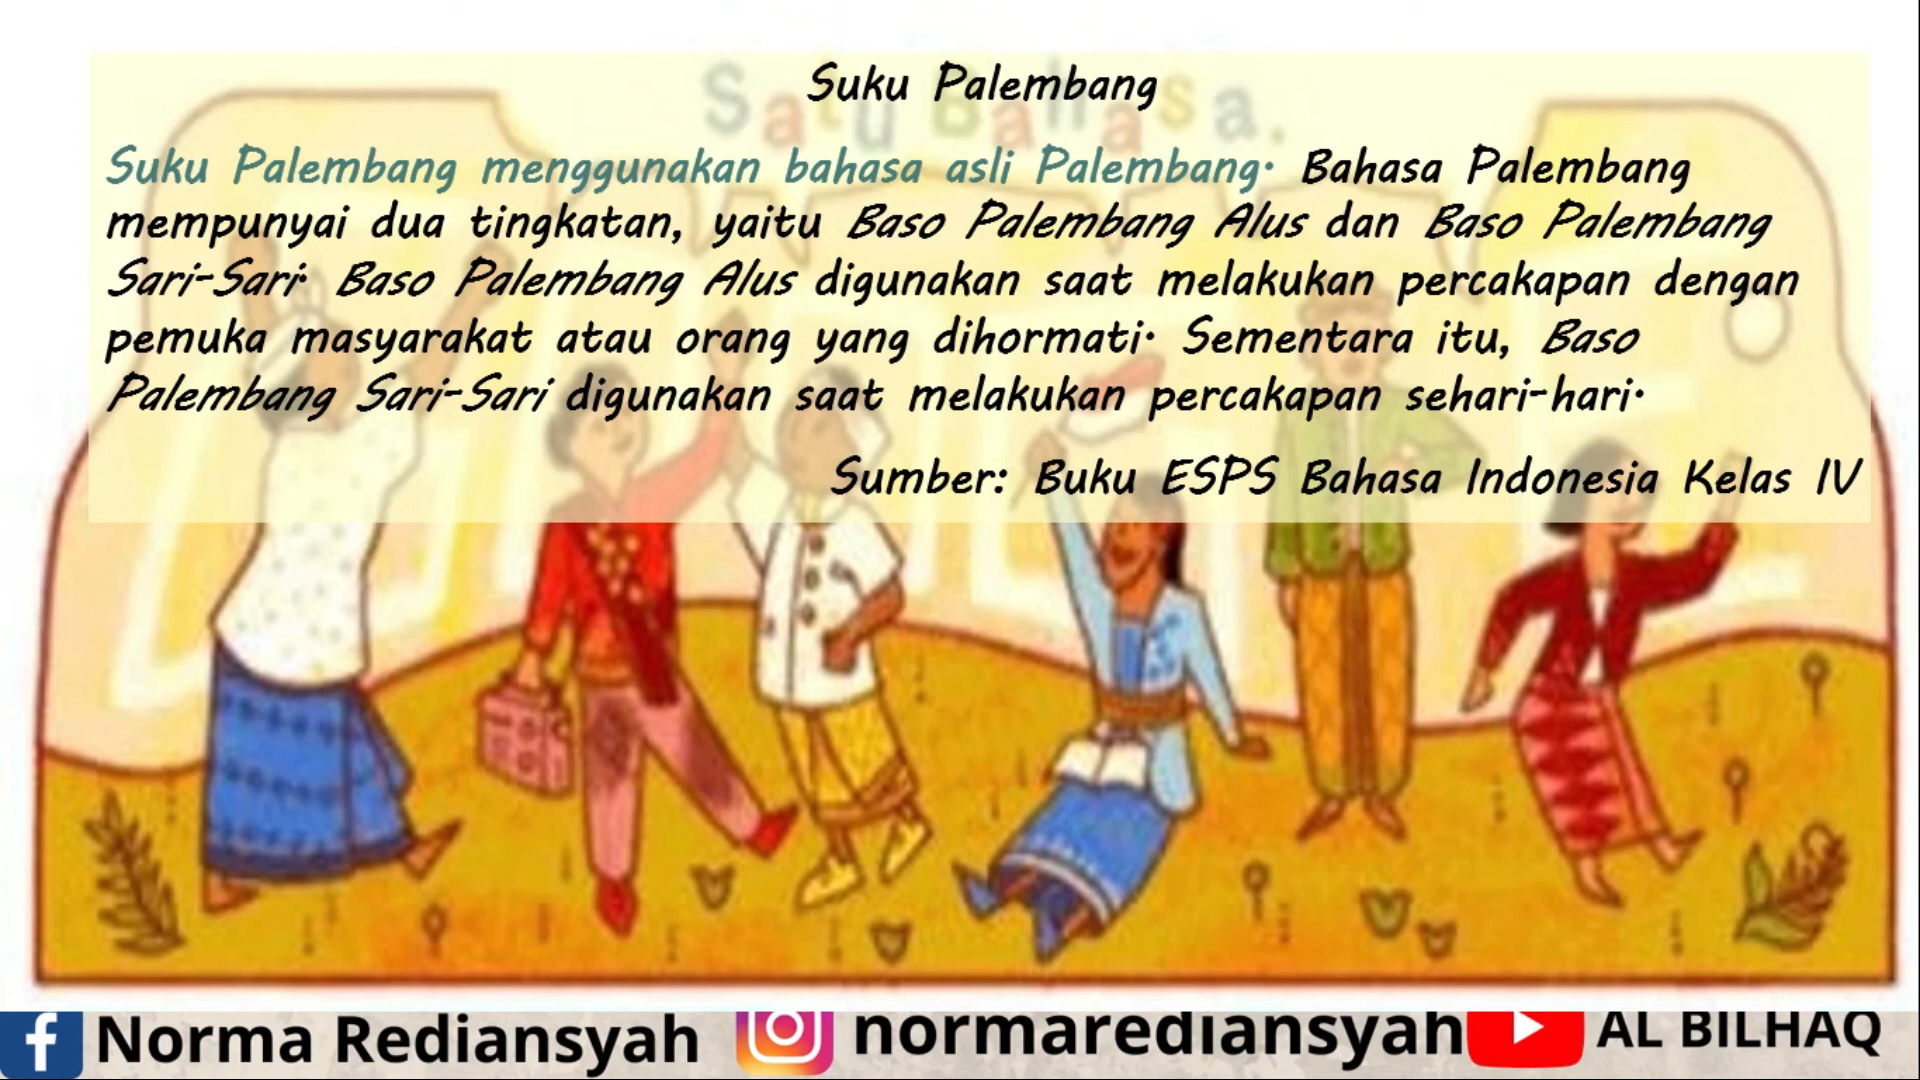 Satu Bahasa.
Suku Palembang
Suku Palembang menggunakan bahasa asli Palembang. Bahasa Palembang
mempunyai dua tingkatan, yaitu Baso Palembang Alus dan Baso Palembang
Sari-Sari. Baso Palembang Alus digunakan saat melakukan percakapan dengan
pemuka masyarakat atau orang yang dihormati. Sementara itu, Baso
Palembang Sari-Sari digunakan saat melakukan percakapan sehari-hari.
Sumber: Buku ESPS Bahasa Indonesia Kelas IV
Norma Rediansyah normarediansyah AL BILHAQ